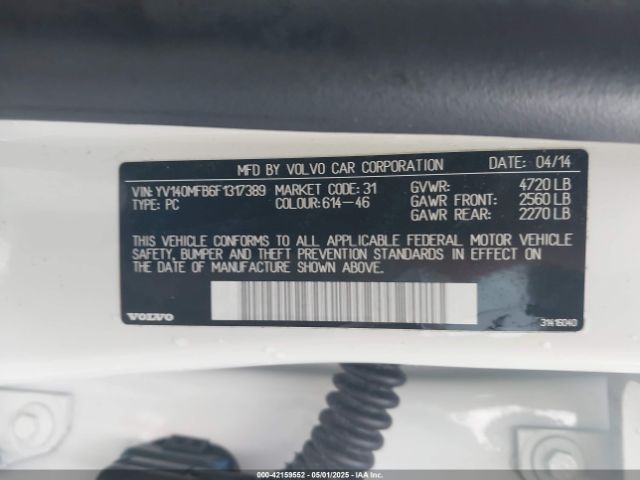 MFD BY VOLVO CAR CORPORATION DATE: 04/14
VIN: YV140MFB6F1317389 MARKET CODE: 31 GVWR: 4720 LB
TYPE: PC COLOUR: 614-46 GAWR FRONT: 2560 LB
GAWR REAR: 2270 LB
THIS VEHICLE CONFORMS TO ALL APPLICABLE FEDERAL MOTOR VEHICLE
SAFETY, BUMPER AND THEFT PREVENTION STANDARDS IN EFFECT ON
THE DATE OF MANUFACTURE SHOWN ABOVE.
VOLVO 31415040
000-42159552 - 05/01/2025 - IAAI CORPORATION